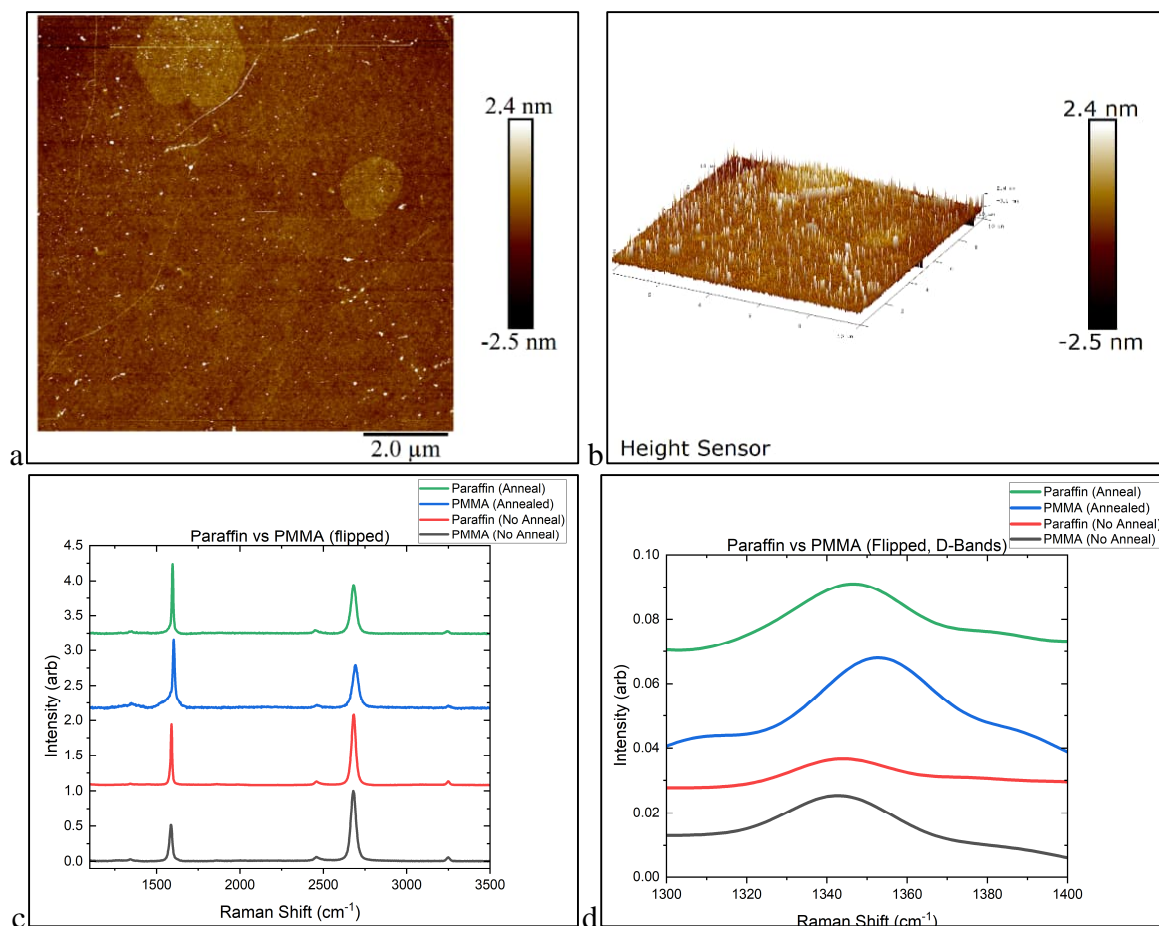 2.4 nm
-2.5 nm
2.0 µm
a
2.4 nm
-2.5 nm
Height Sensor
b
Paraffin (Anneal)
PMMA (Annealed)
Paraffin (No Anneal)
PMMA (No Anneal)
Paraffin vs PMMA (flipped)
4.5
4.0
3.5
3.0
2.5
2.0
1.5
1.0
0.5
0.0
Intensity (arb)
1500 2000 2500 3000 3500
Raman Shift (cm-1)
c
Paraffin (Anneal)
PMMA (Annealed)
Paraffin (No Anneal)
PMMA (No Anneal)
Paraffin vs PMMA (Flipped, D-Bands)
0.10
0.08
0.06
0.04
0.02
0.00
Intensity (arb)
1300 1320 1340 1360 1380 1400
Raman Shift (cm-1)
d